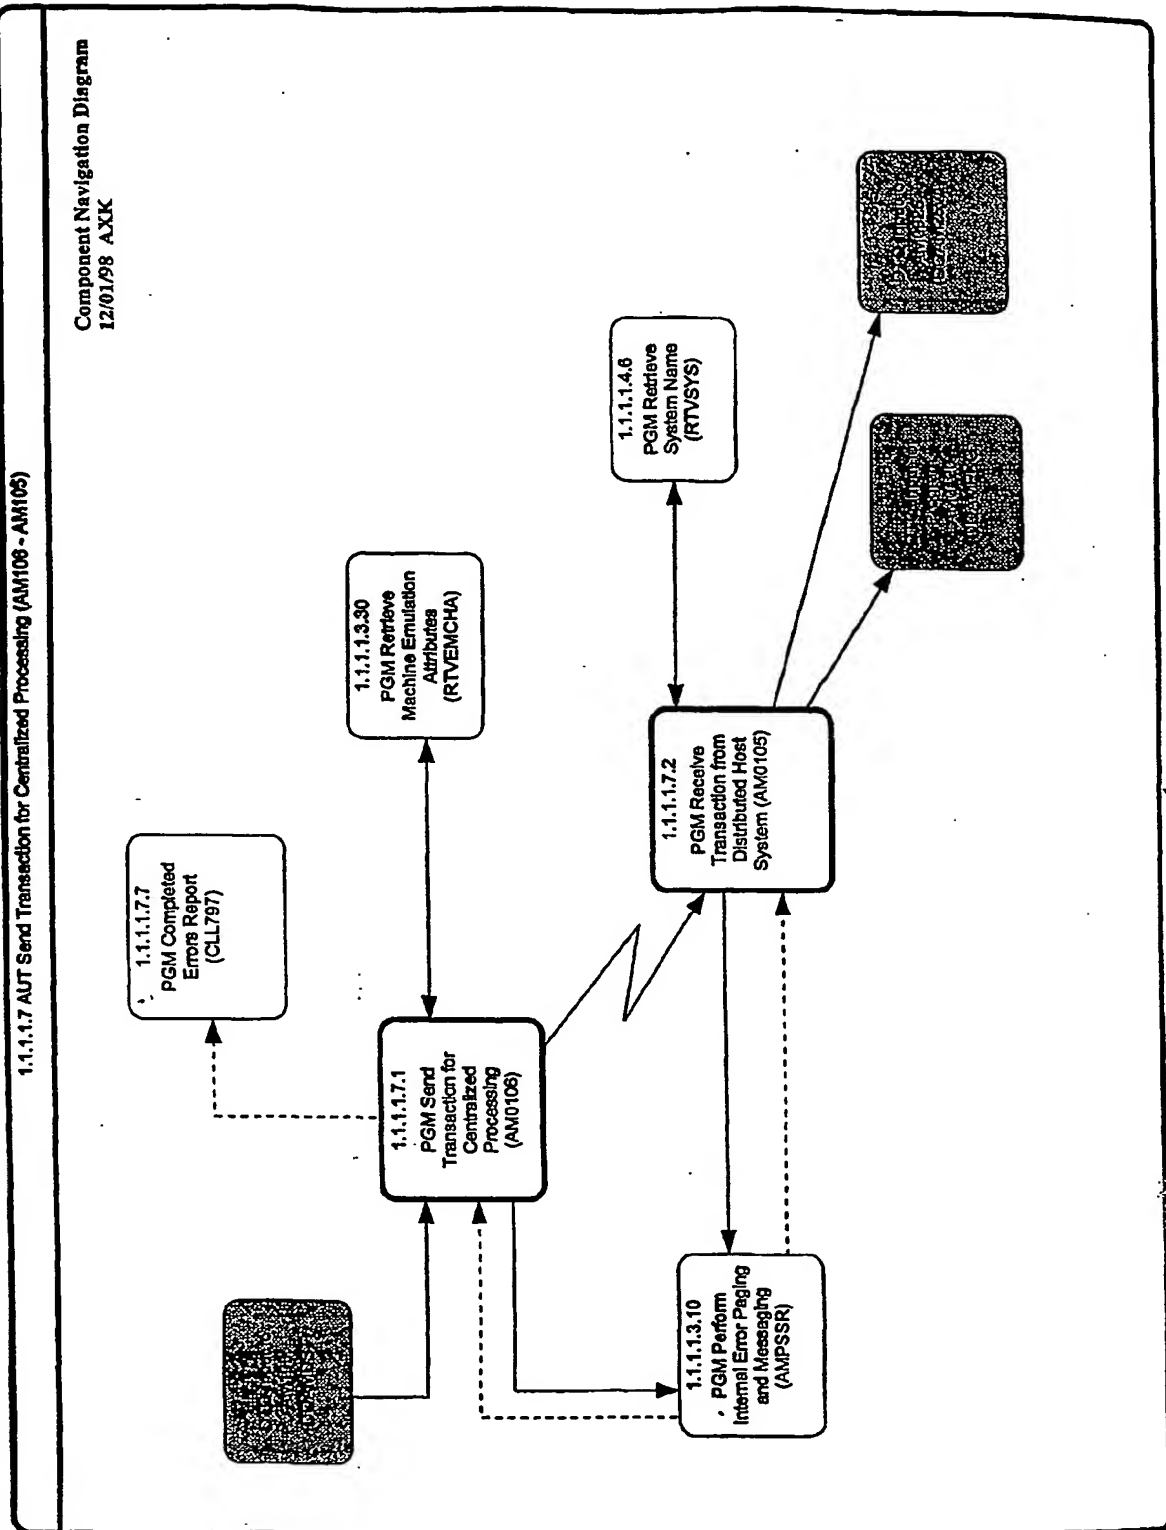 1.1.1.1.7 AUT Send Transaction for Centralized Processing (AM106 - AM105)
Component Navigation Diagram
12/01/98 AXK
1.1.1.1.7.7
PGM Completed
Errors Report
(CLL797)
1.1.1.1.3.30
PGM Retrieve
Machine Emulation
Attributes
(RTVEMCHA)
1.1.1.1.7.1
PGM Send
Transaction for
Centralized
Processing
(AM0106)
1.1.1.1.4.6
PGM Retrieve
System Name
(RTVSYS)
1.1.1.1.7.2
PGM Receive
Transaction from
Distributed Host
System (AM0105)
1.1.1.1.3.10
PGM Perform
Internal Error Paging
and Messaging
(AMPSSR)